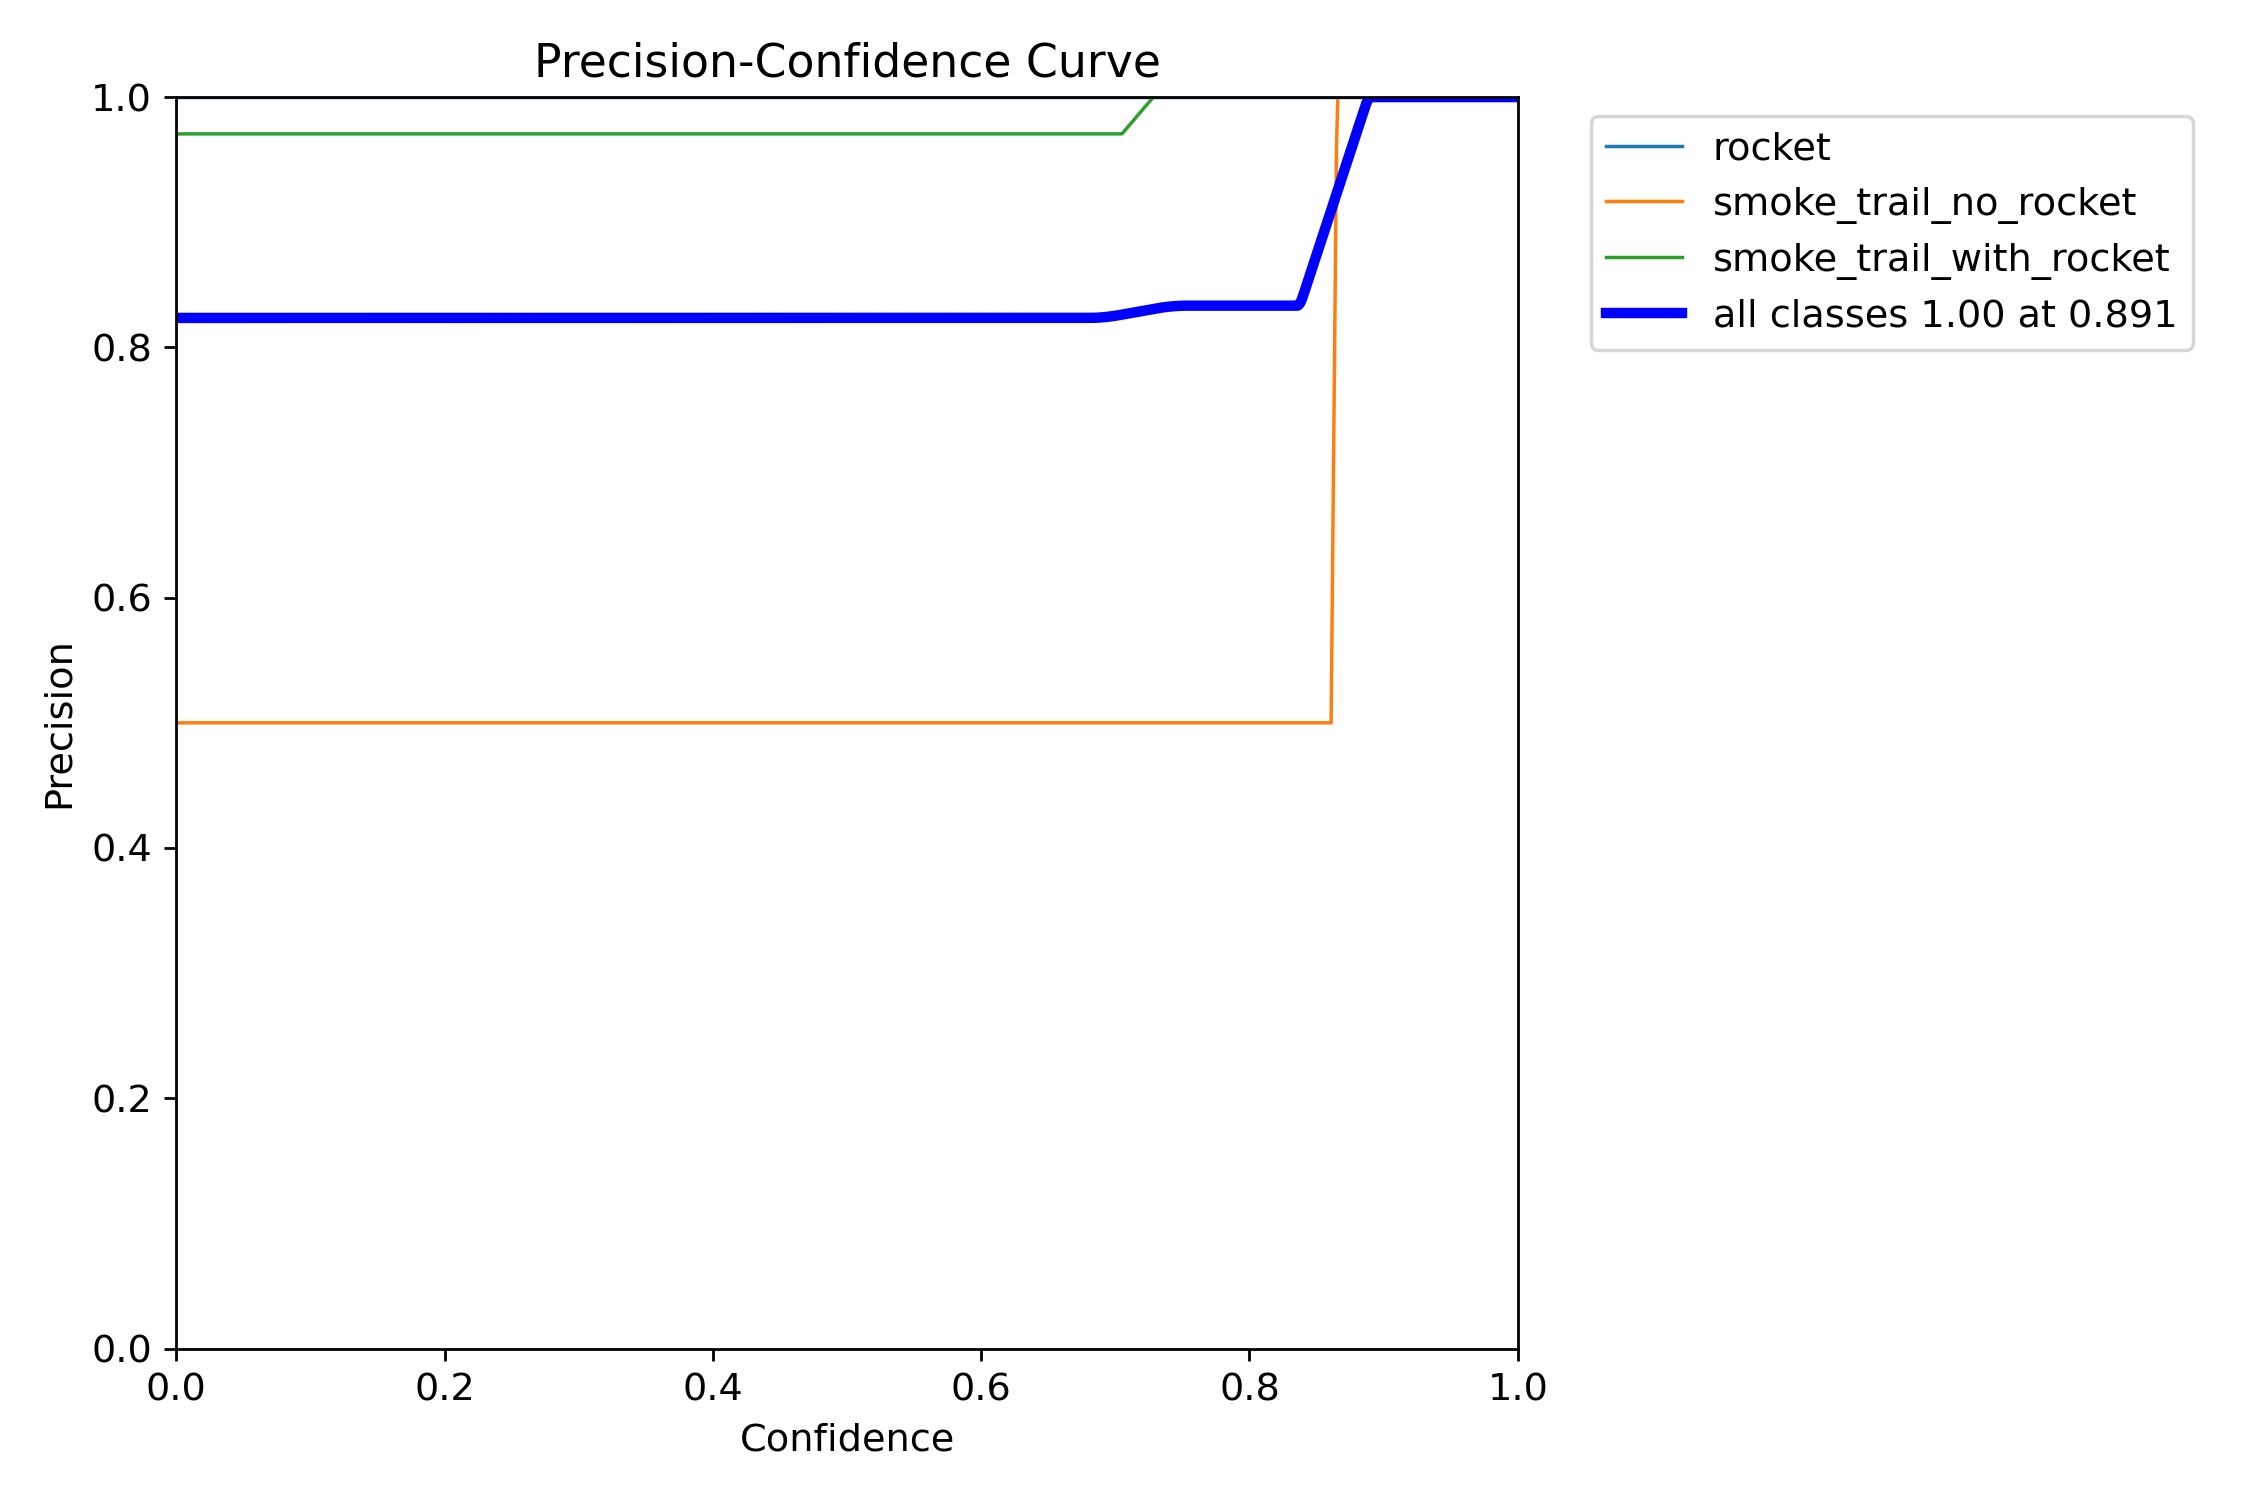 Precision-Confidence Curve
1.0
0.8
0.6
0.4
0.2
0.0
Precision
0.0 0.2 0.4 0.6 0.8 1.0
Confidence
rocket
smoke_trail_no_rocket
smoke_trail_with_rocket
all classes 1.00 at 0.891